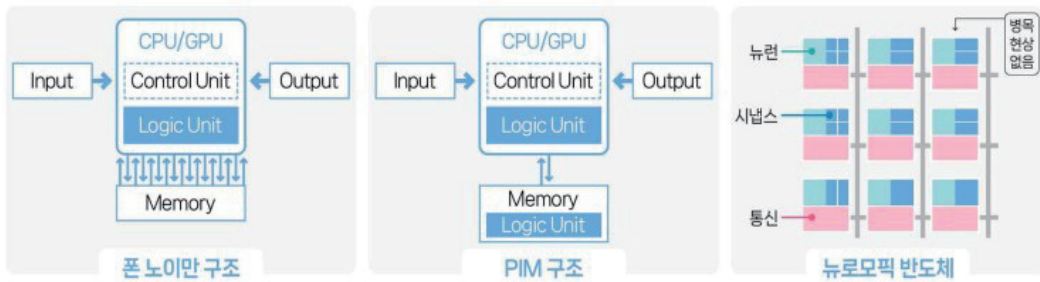 CPU/GPU
Input
Control Unit
Output
Logic Unit
Memory
폰 노이만 구조
CPU/GPU
Input
Control Unit
Output
Logic Unit
Memory
Logic Unit
PIM 구조
병목
현상
없음
뉴런
시냅스
통신
뉴로모픽 반도체